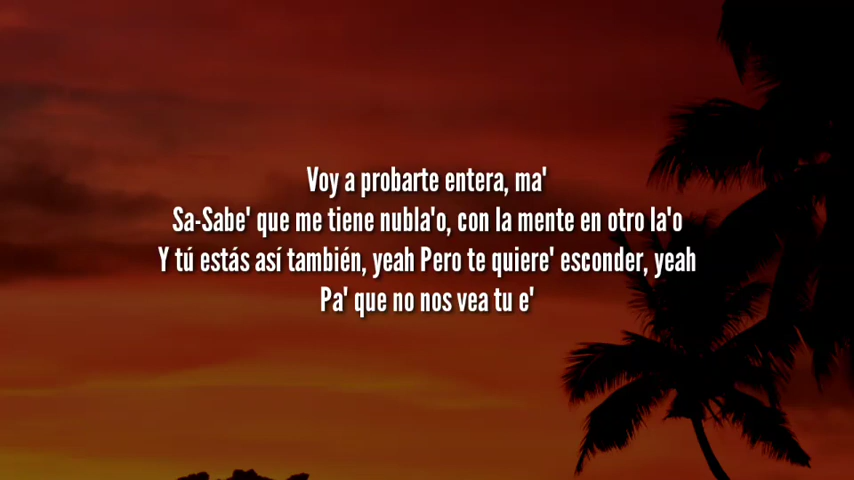 Voy a probarte entera, ma'
Sa-Sabe' que me tiene nubla'o, con la mente en otro la'o
Y tú estás así también, yeah Pero te quiere' esconder, yeah
Pa' que no nos vea tu e'